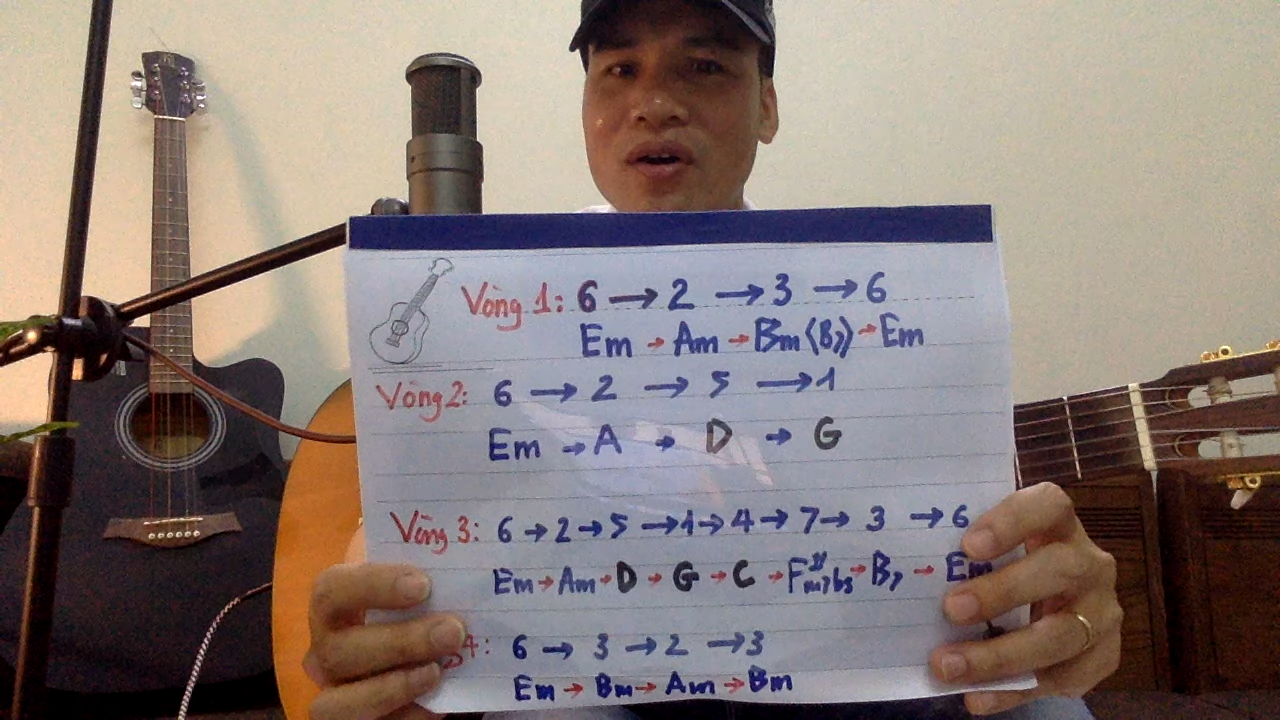 Vòng 1: 6 → 2 → 3 → 6
Em → Am → Bm (B7) → Em
Vòng 2: 6 → 2 → 5 → 1
Em → A → D → G
Vòng 3: 6 → 2 → 5 → 1 → 4 → 7 → 3 → 6
Em → Am → D → G → C → F#m7b5 → B7 → Em
4: 6 → 3 → 2 → 3
Em → Bm → Am → Bm